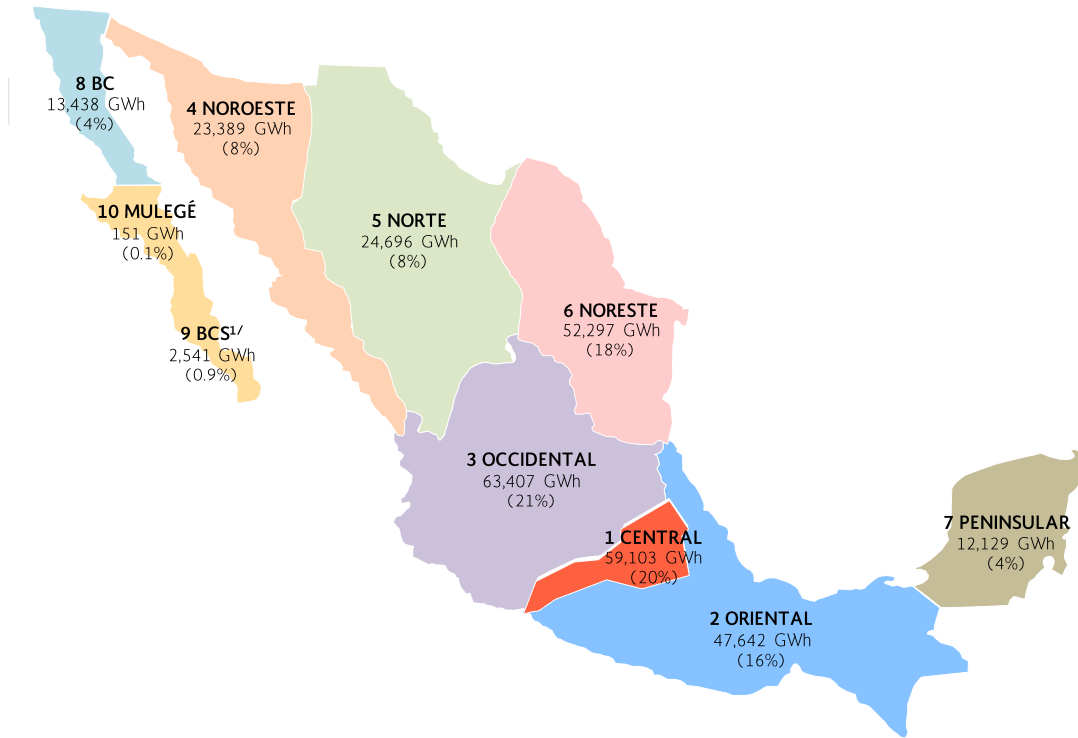 8 BC
13,438 GWh
(4%)
4 NOROESTE
23,389 GWh
(8%)
10 MULEGÉ
151 GWh
(0.1%)
5 NORTE
24,696 GWh
(8%)
9 BCS1/
2,541 GWh
(0.9%)
6 NORESTE
52,297 GWh
(18%)
3 OCCIDENTAL
63,407 GWh
(21%)
1 CENTRAL
59,103 GWh
(20%)
7 PENINSULAR
12,129 GWh
(4%)
2 ORIENTAL
47,642 GWh
(16%)